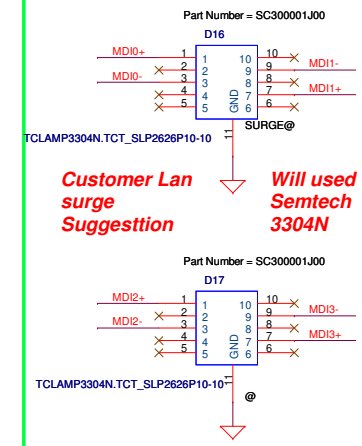 Part Number = SC300001J00
D16
MDI0+ 1 1 10 10
2 2 9 9 MDI1-
MDI0- 3 3 8 8
4 4 7 7 MDI1+
5 5 GND 6 6
SURGE@
11
TCLAMP3304N.TCT_SLP2626P10-10
Customer Lan Will used
surge Semtech
Suggesttion 3304N
Part Number = SC300001J00
D17
MDI2+ 1 1 10 10
2 2 9 9 MDI3-
MDI2- 3 3 8 8
4 4 7 7 MDI3+
5 5 GND 6 6
TCLAMP3304N.TCT_SLP2626P10-10 11
@